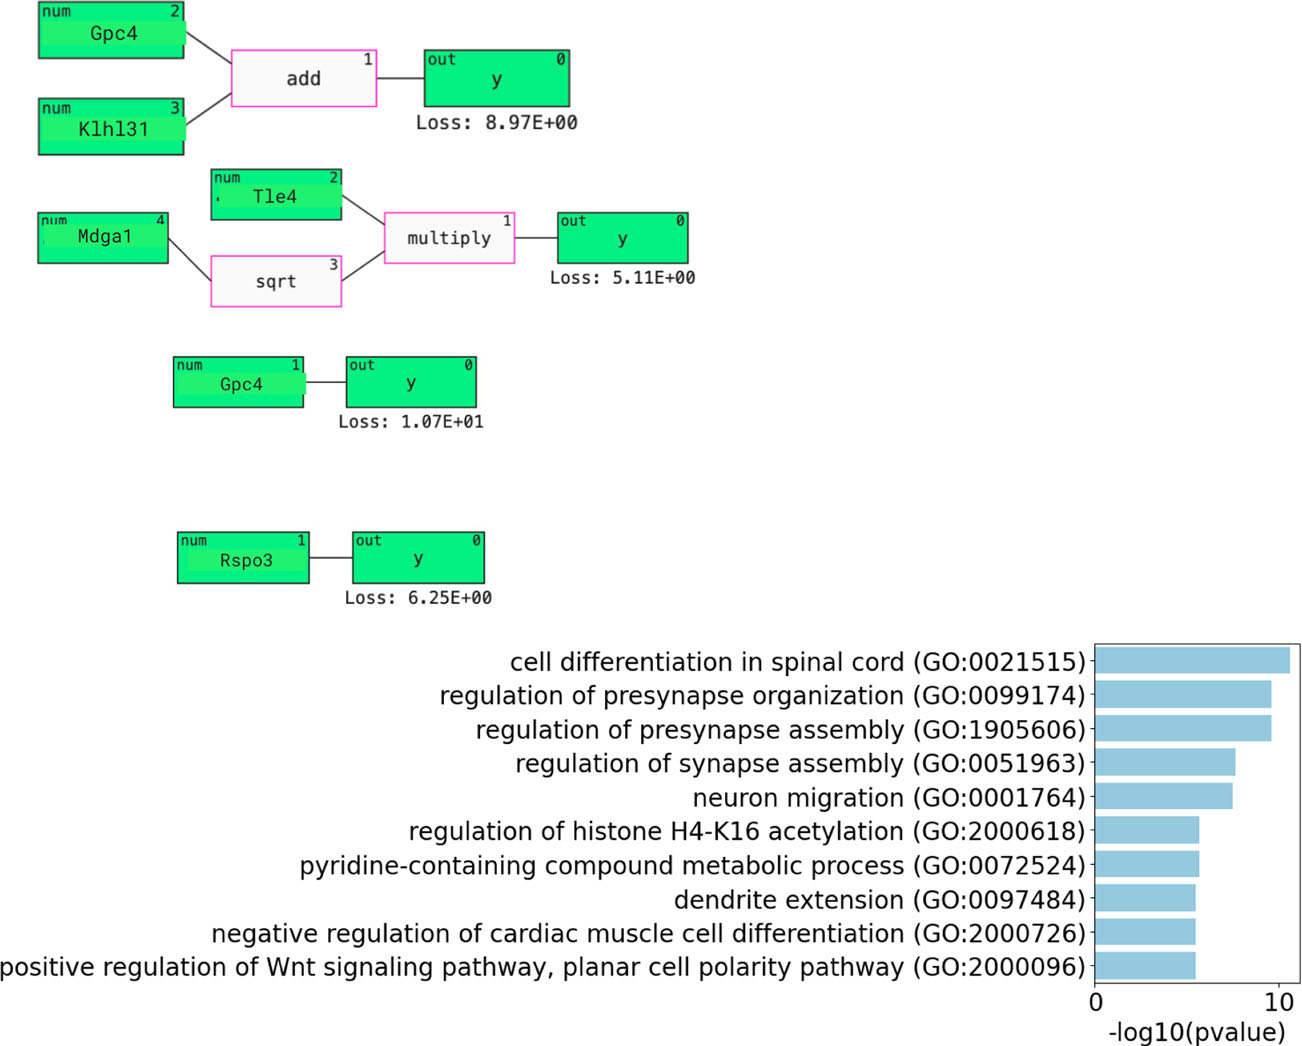 num 2
Gpc4
num 3
Klhl31
add 1
out 0
y
Loss: 8.97E+00
num 2
Tle4
num 4
Mdga1
sqrt 3
multiply 1
out 0
y
Loss: 5.11E+00
num 1
Gpc4
out 0
y
Loss: 1.07E+01
num 1
Rspo3
out 0
y
Loss: 6.25E+00
cell differentiation in spinal cord (GO:0021515)
regulation of presynapse organization (GO:0099174)
regulation of presynapse assembly (GO:1905606)
regulation of synapse assembly (GO:0051963)
neuron migration (GO:0001764)
regulation of histone H4-K16 acetylation (GO:2000618)
pyridine-containing compound metabolic process (GO:0072524)
dendrite extension (GO:0097484)
negative regulation of cardiac muscle cell differentiation (GO:2000726)
positive regulation of Wnt signaling pathway, planar cell polarity pathway (GO:2000096)
0 10
-log10(pvalue)